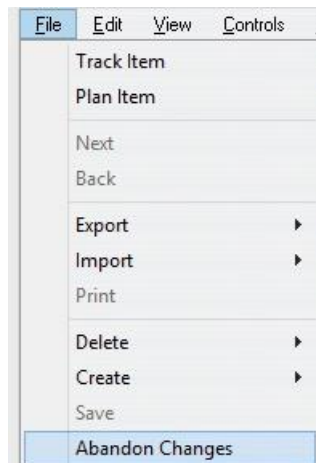 File Edit View Controls
Track Item
Plan Item
Next
Back
Export
Import
Print
Delete
Create
Save
Abandon Changes